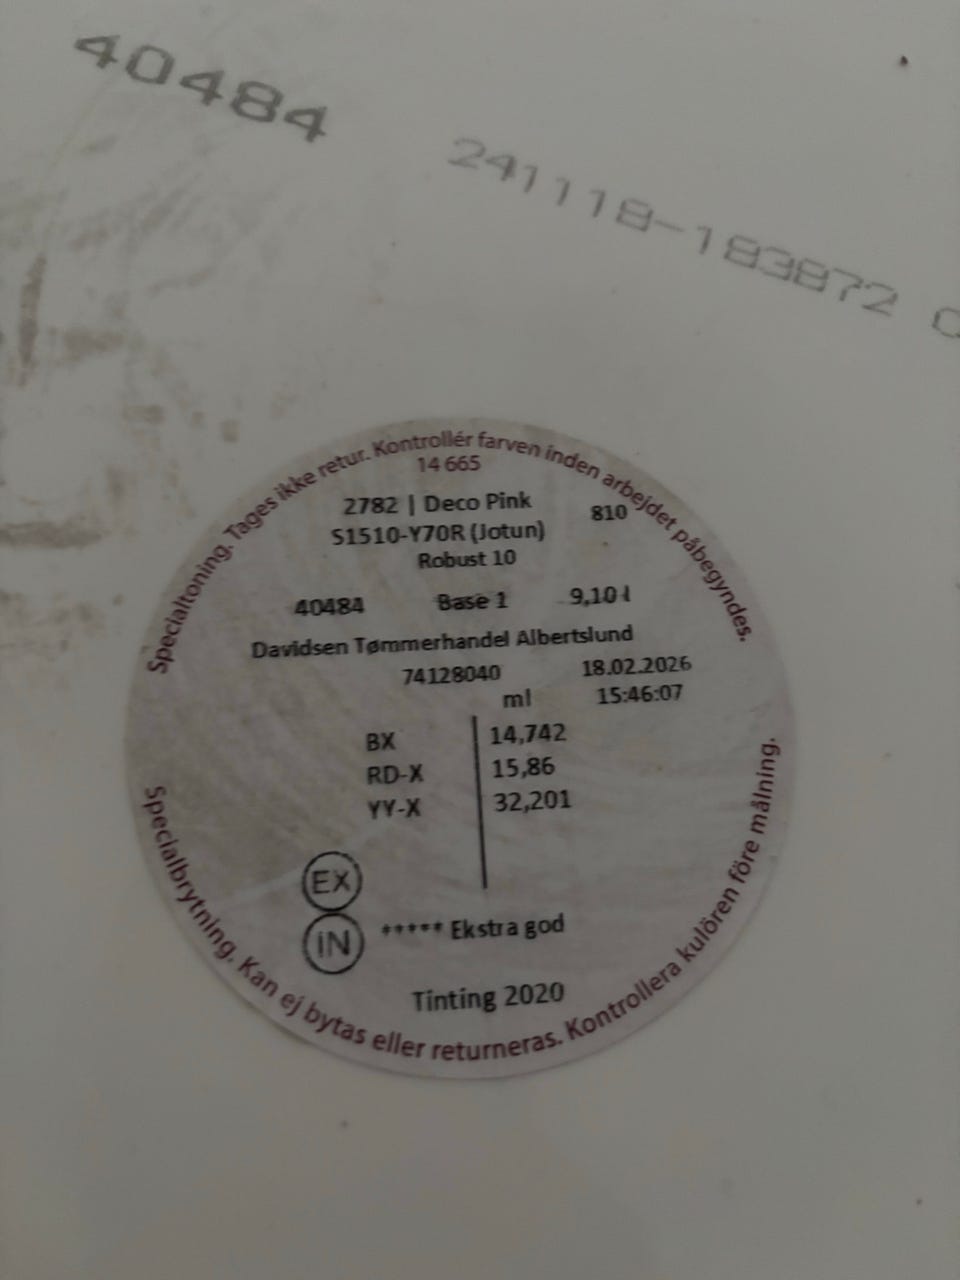 40484
241118-183872
Specialtoning. Tages ikke retur. Kontrollér farven inden arbejdet påbegyndes.
14 665
2782 | Deco Pink
810
S1510-Y70R (Jotun)
Robust 10
40484 Base 1 9,10 l
Davidsen Tømmerhandel Albertslund
74128040 18.02.2026
ml 15:46:07
BX 14,742
RD-X 15,86
YY-X 32,201
EX
IN ***** Ekstra god
Tinting 2020
Specialbrytning. Kan ej bytas eller returneras. Kontrollera kulören före målning.